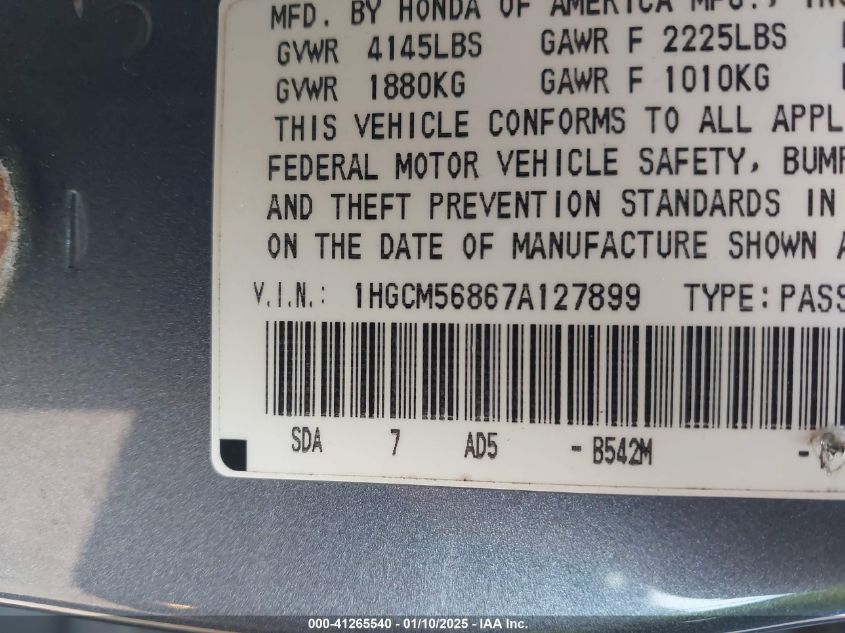 MFD. BY HONDA OF AMERICA MFG., INC
GVWR 4145LBS GAWR F 2225LBS
GVWR 1880KG GAWR F 1010KG
THIS VEHICLE CONFORMS TO ALL APPL
FEDERAL MOTOR VEHICLE SAFETY, BUMP
AND THEFT PREVENTION STANDARDS IN
ON THE DATE OF MANUFACTURE SHOWN A
V.I.N.: 1HGCM56867A127899 TYPE: PASS
SDA 7 AD5 - B542M -
000-41265540 - 01/10/2025 - IAA Inc.